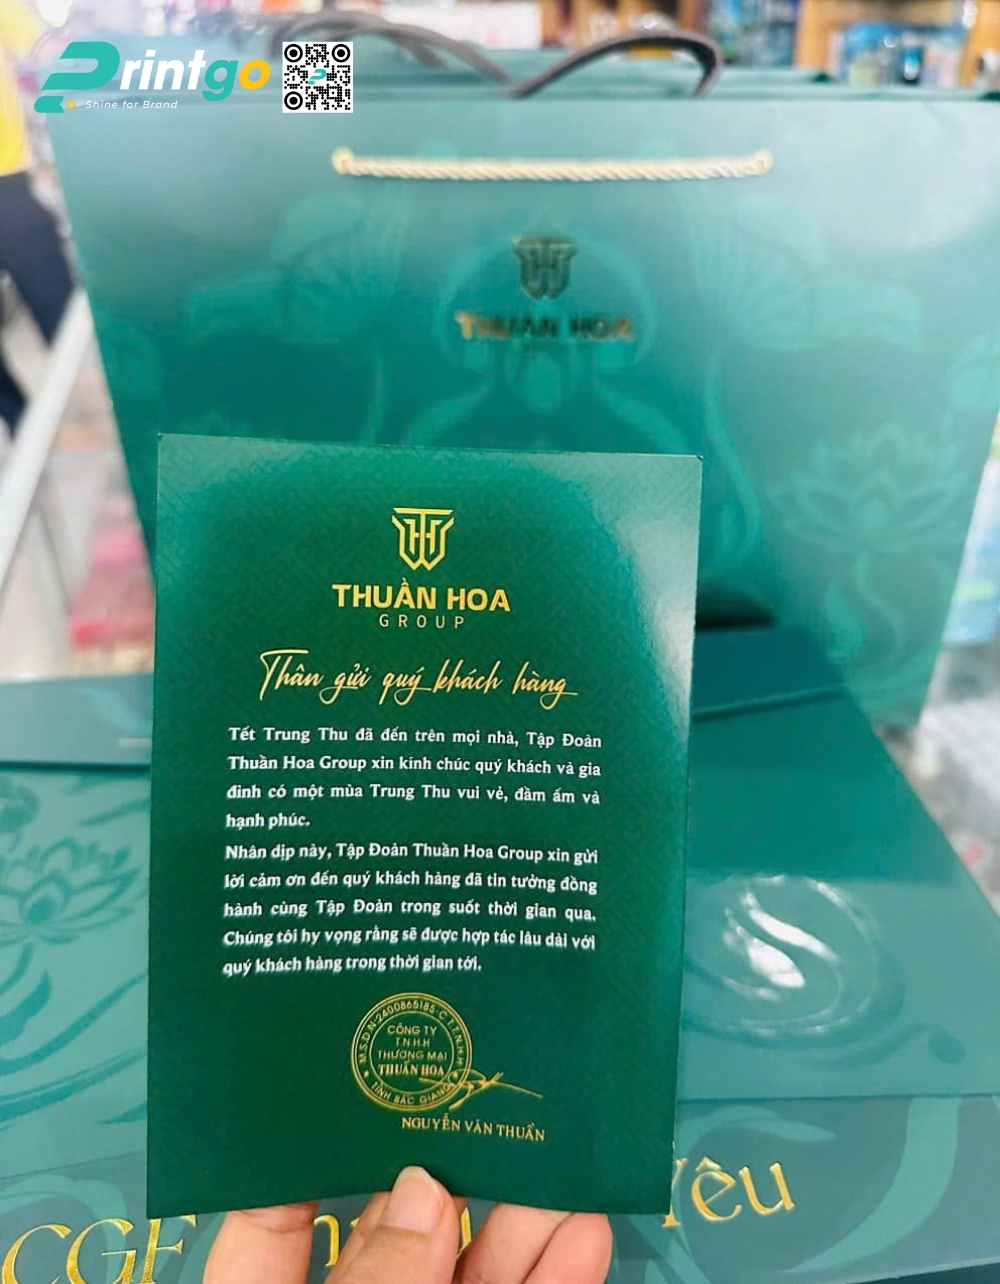 Printgo
Shine for Brand
THUẬN HOA
THUẦN HOA
GROUP
Thân gửi quý khách hàng
Tết Trung Thu đã đến trên mọi nhà, Tập Đoàn
Thuần Hoa Group xin kính chúc quý khách và gia
đình có một mùa Trung Thu vui vẻ, đầm ấm và
hạnh phúc.
Nhân dịp này, Tập Đoàn Thuần Hoa Group xin gửi
lời cảm ơn đến quý khách hàng đã tin tưởng đồng
hành cùng Tập Đoàn trong suốt thời gian qua.
Chúng tôi hy vọng rằng sẽ được hợp tác lâu dài với
quý khách hàng trong thời gian tới.
M.S.D.N:2400865185-C.T.T.N.H.H
CÔNG TY
T.N.H.H
THƯƠNG MẠI
THUẦN HOA
TỈNH BẮC GIANG
NGUYỄN VĂN THUẤN
Yêu